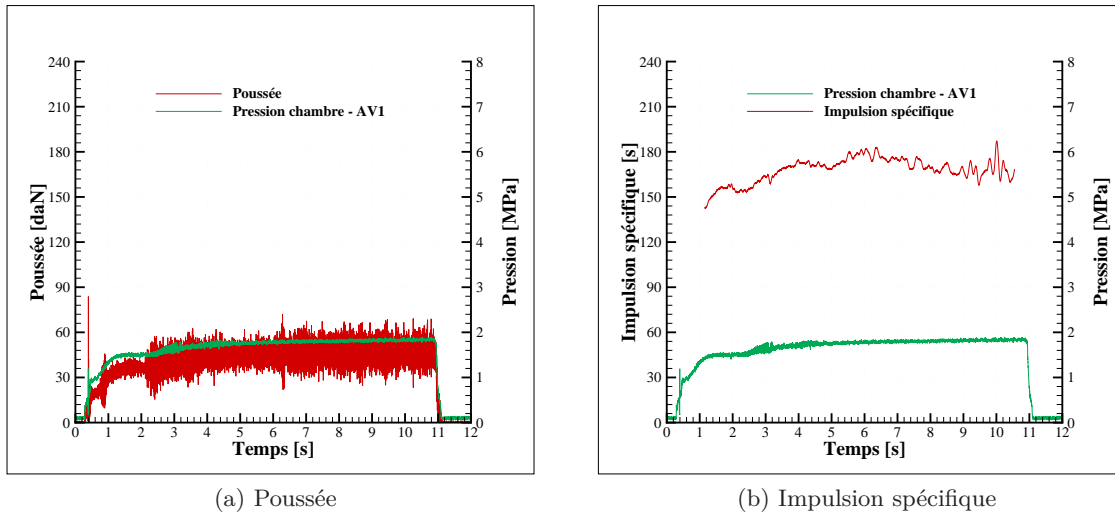 240
210
180
150
120
90
60
30
0
Poussée [daN]
8
7
6
5
4
3
2
1
0
Pression [MPa]
Poussée
Pression chambre - AV1
0 1 2 3 4 5 6 7 8 9 10 11 12
Temps [s]
(a) Poussée
240
210
180
150
120
90
60
30
0
Impulsion spécifique [s]
8
7
6
5
4
3
2
1
0
Pression [MPa]
Pression chambre - AV1
Impulsion spécifique
0 1 2 3 4 5 6 7 8 9 10 11 12
Temps [s]
(b) Impulsion spécifique